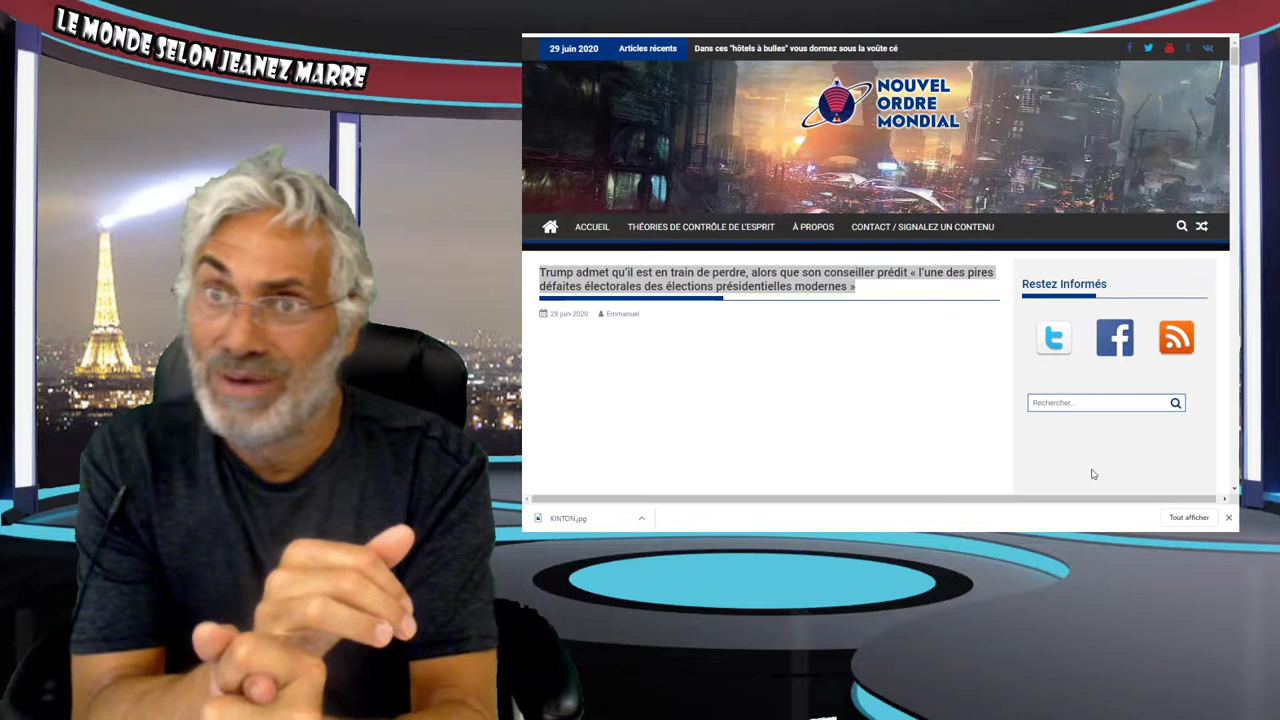 LE MONDE SELON JEANEZ MARRE
29 juin 2020 Articles récents Dans ces "hôtels à bulles" vous dormez sous la voûte cé
NOUVEL
ORDRE
MONDIAL
ACCUEIL THÉORIES DE CONTRÔLE DE L'ESPRIT À PROPOS CONTACT / SIGNALEZ UN CONTENU
Trump admet qu'il est en train de perdre, alors que son conseiller prédit « l'une des pires
défaites électorales des élections présidentielles modernes »
28 juin 2020 Emmanuel
Restez Informés
Rechercher...
KINTON.jpg
Tout afficher